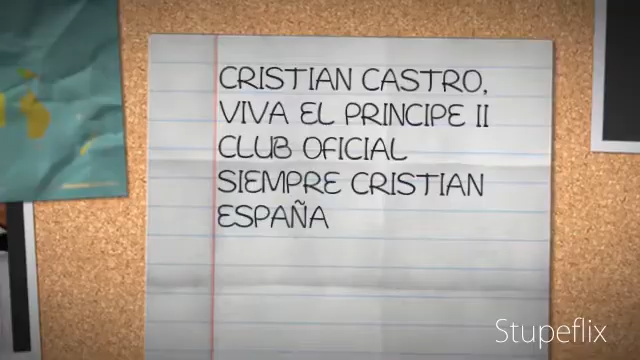 CRISTIAN CASTRO,
VIVA EL PRINCIPE II
CLUB OFICIAL
SIEMPRE CRISTIAN
ESPAÑA
Stupeflix